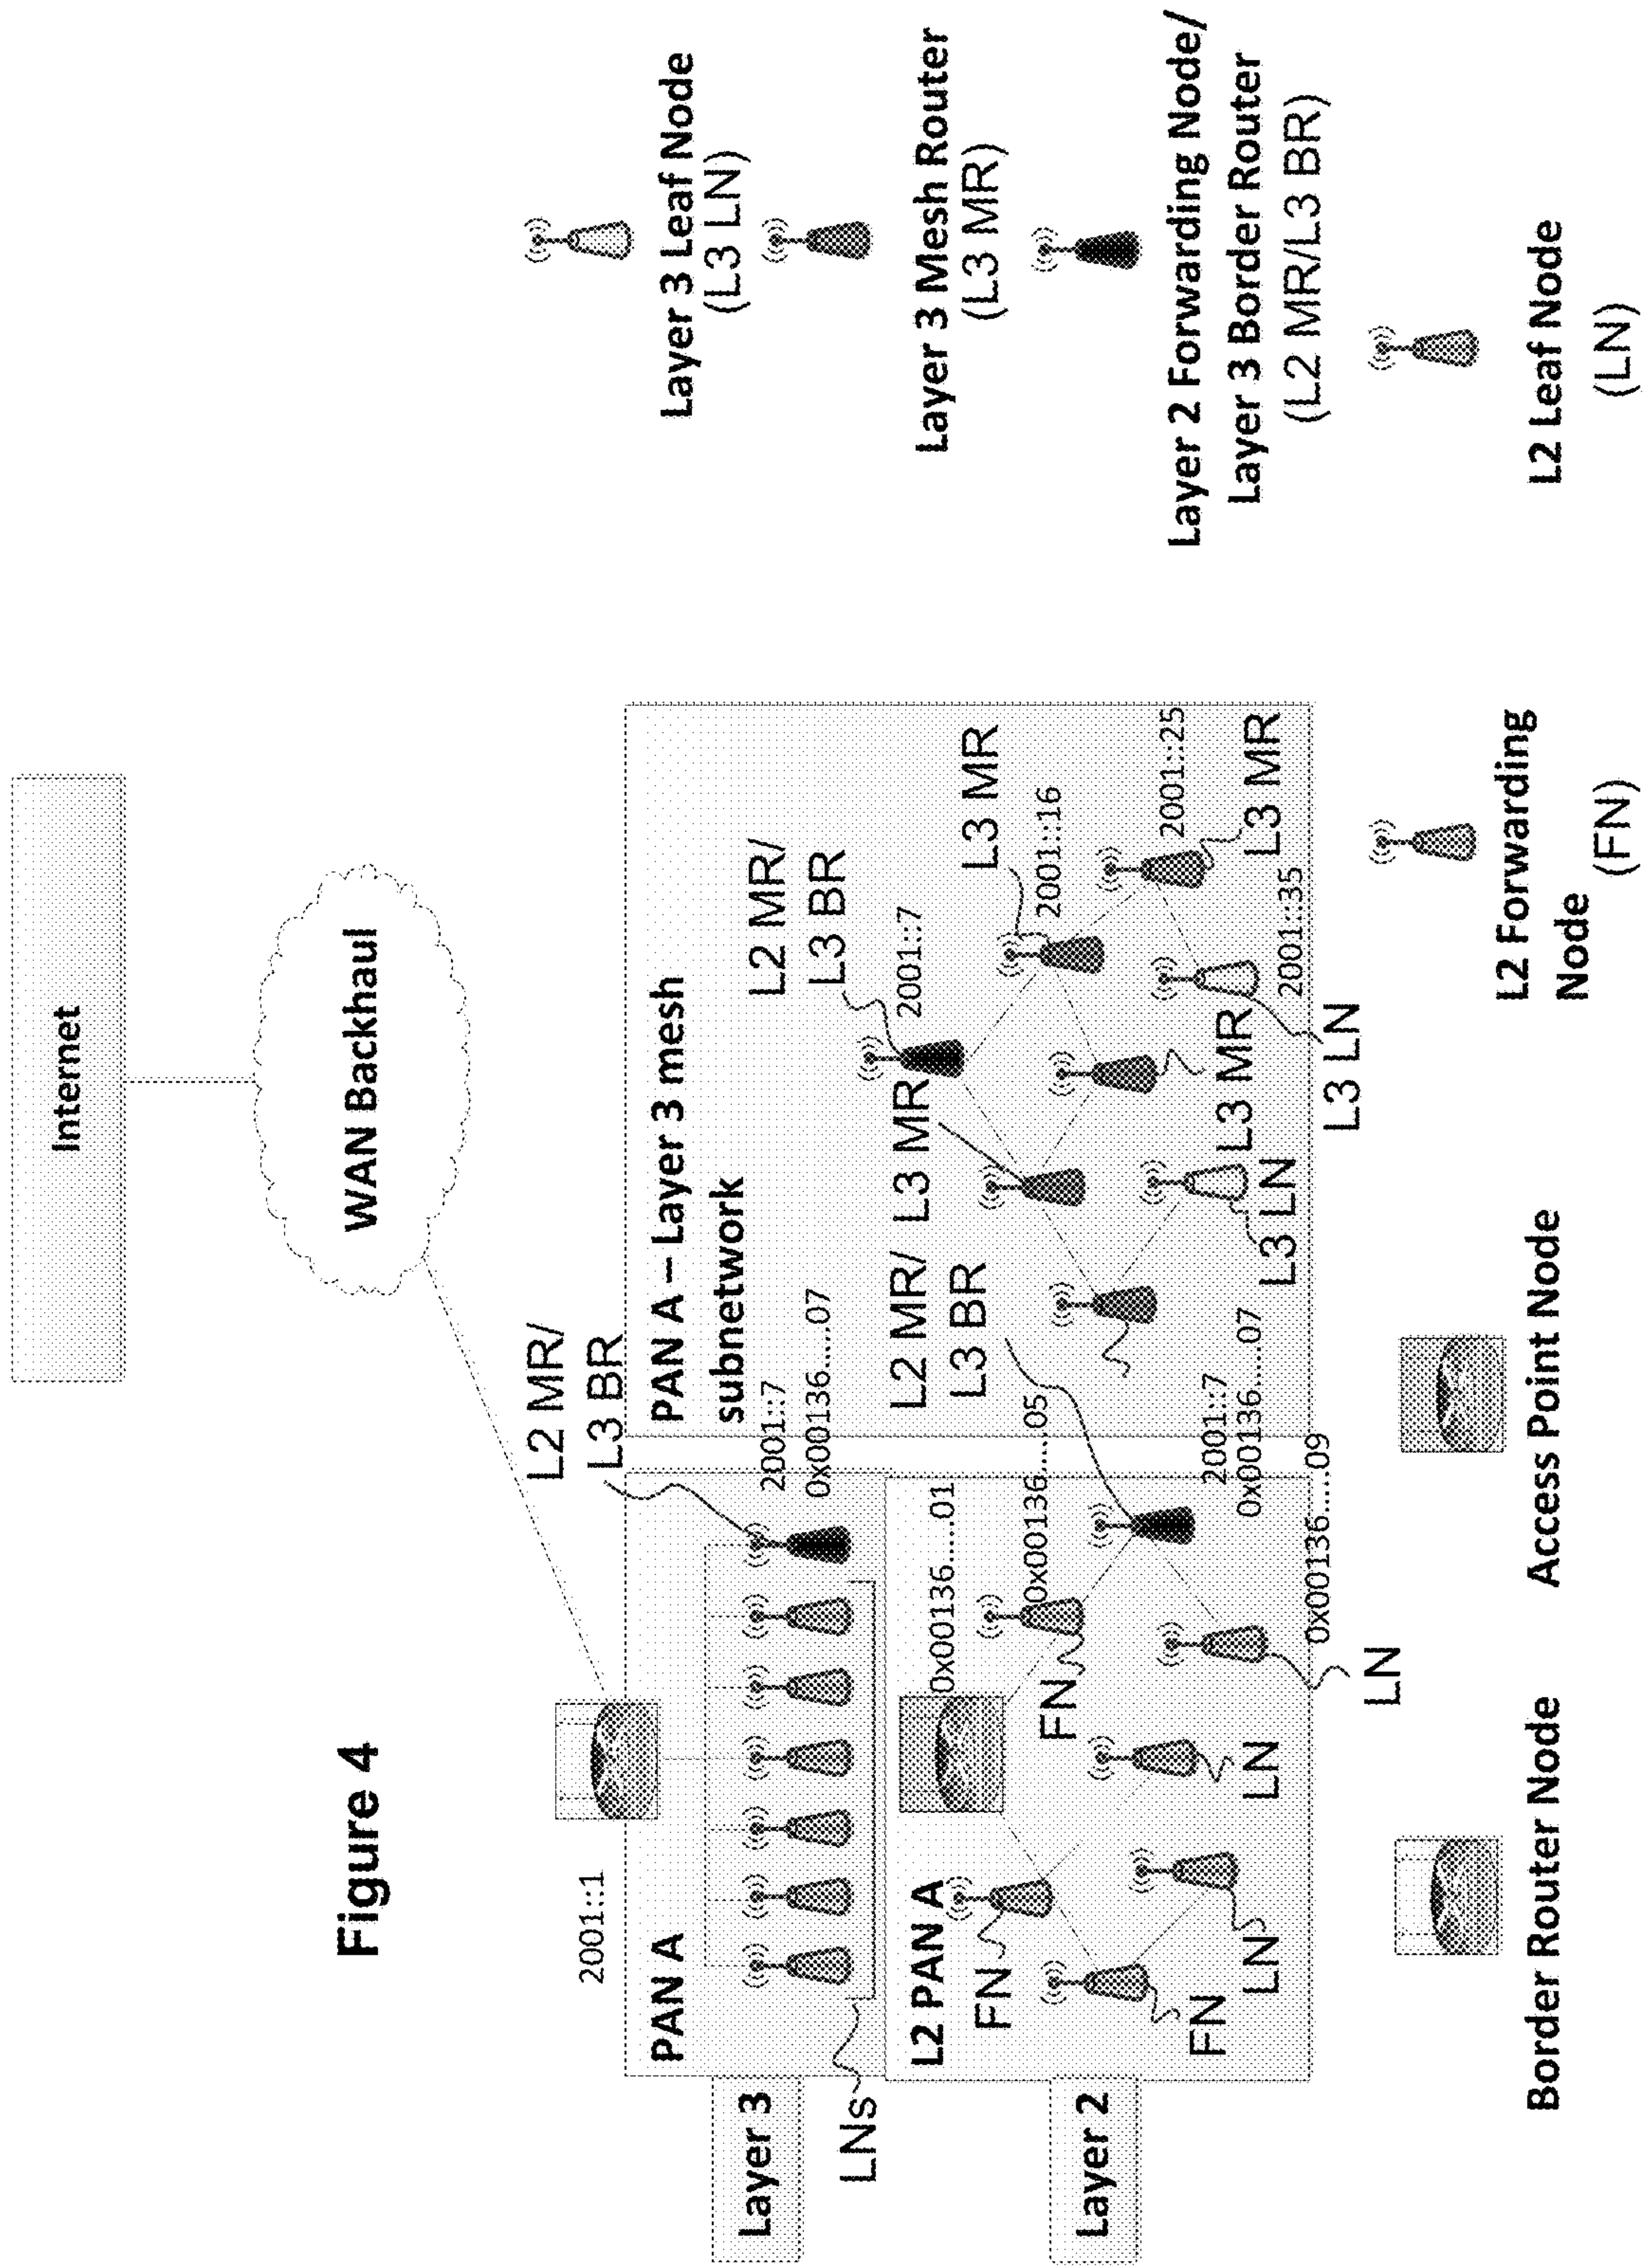 Figure 4
Internet
WAN Backhaul
2001::1
L2 MR/
L3 BR
Layer 3
PAN A
2001::7
0x00136.....07
LNs
PAN A – Layer 3 mesh
subnetwork
L2 MR/
L3 BR
2001::7
L3 MR
L3 MR
2001::16
2001::25
L3 MR
L3 MR
L3 LN
2001::35
L3 LN
Layer 2
L2 PAN A
0x00136.....01
0x00136.....05
L2 MR/
L3 BR
2001::7
0x00136.....07
0x00136.....09
FN
FN
FN
LN
LN
LN
Border Router Node
Access Point Node
L2 Forwarding
Node
(FN)
L2 Leaf Node
(LN)
Layer 3 Leaf Node
(L3 LN)
Layer 3 Mesh Router
(L3 MR)
Layer 2 Forwarding Node/
Layer 3 Border Router
(L2 MR/L3 BR)